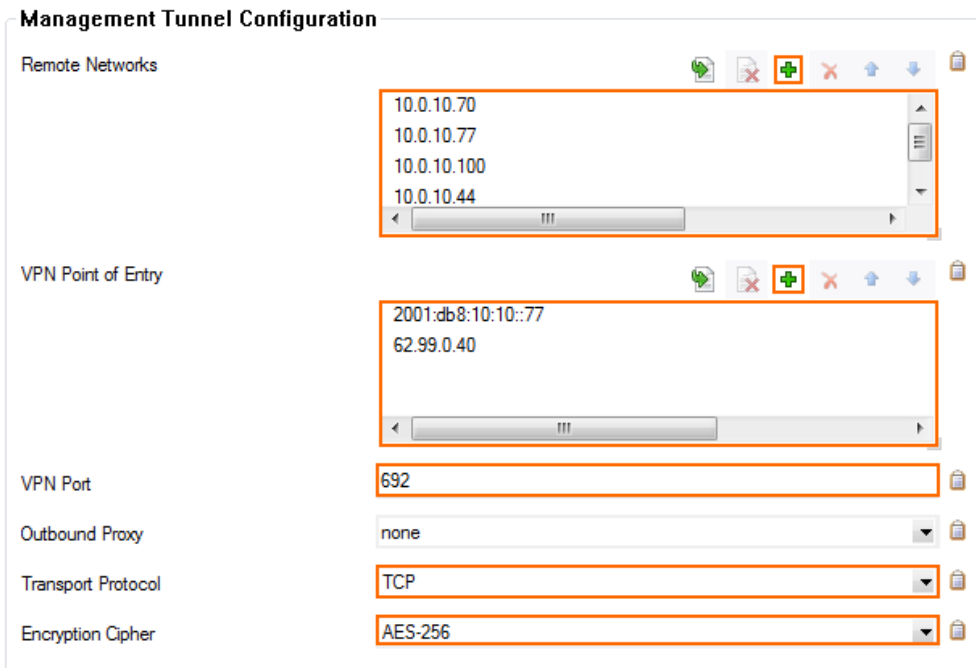 Management Tunnel Configuration
Remote Networks
10.0.10.70
10.0.10.77
10.0.10.100
10.0.10.44
VPN Point of Entry
2001:db8:10:10::77
62.99.0.40
VPN Port
692
Outbound Proxy
none
Transport Protocol
TCP
Encryption Cipher
AES-256